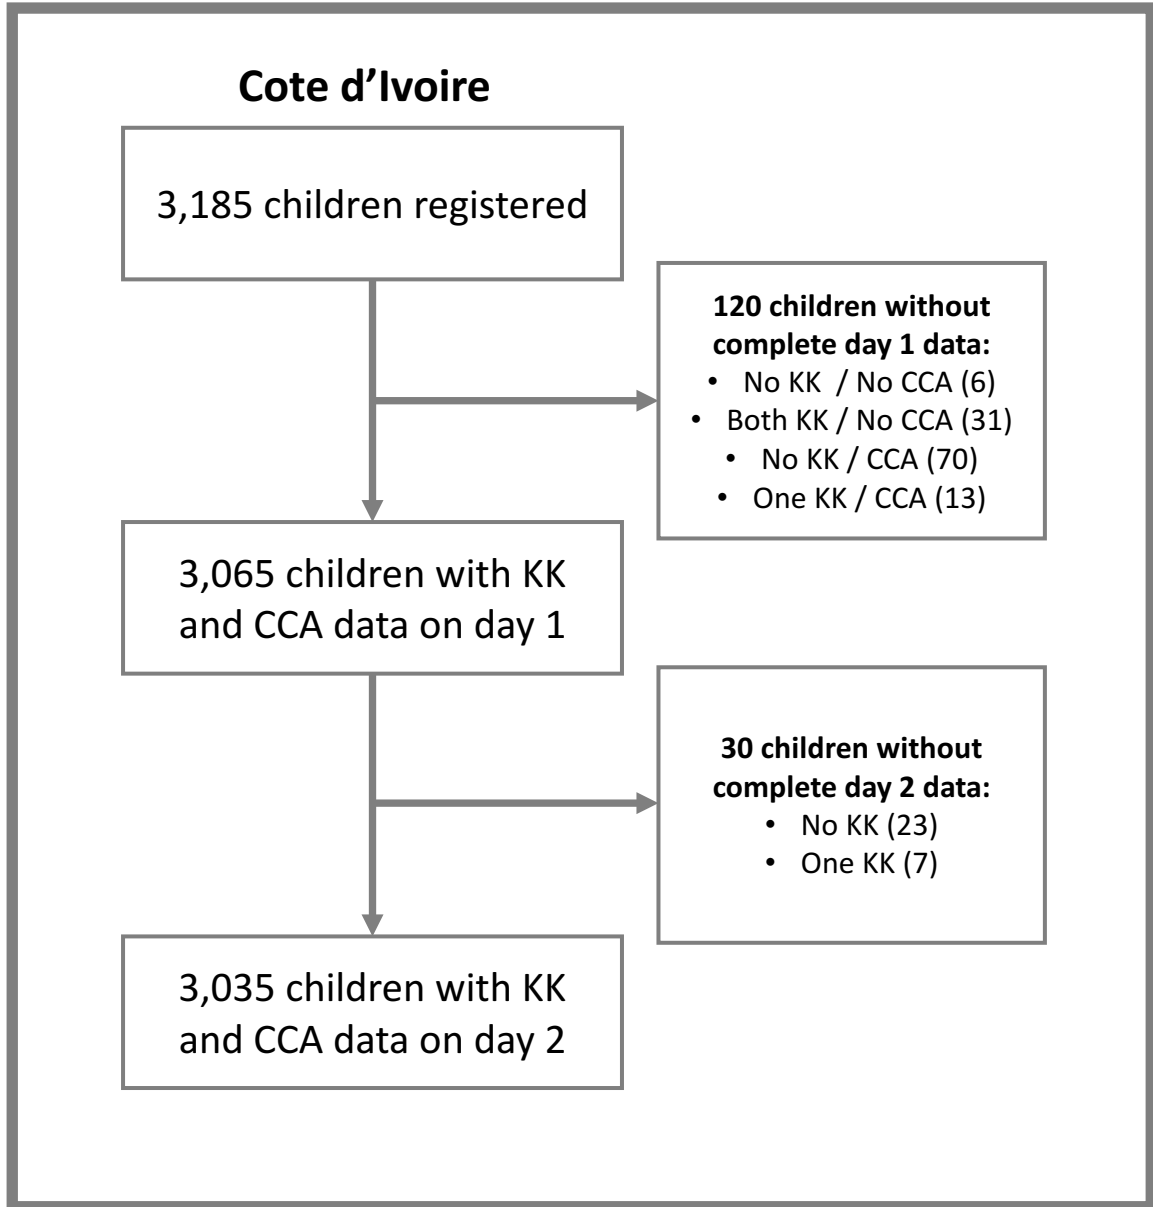 Cote d’Ivoire
3,185 children registered
120 children without
complete day 1 data:
• No KK / No CCA (6)
• Both KK / No CCA (31)
• No KK / CCA (70)
• One KK / CCA (13)
3,065 children with KK
and CCA data on day 1
30 children without
complete day 2 data:
• No KK (23)
• One KK (7)
3,035 children with KK
and CCA data on day 2